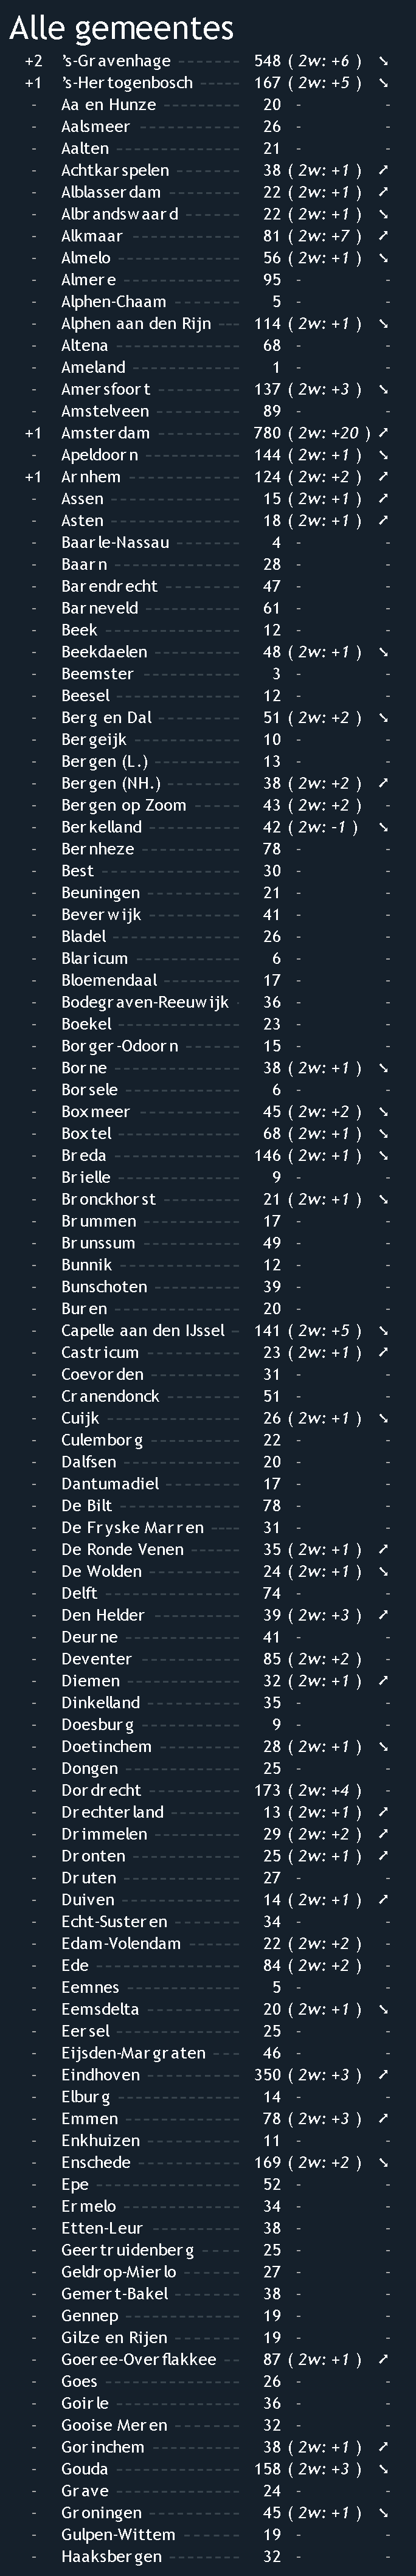 Alle gemeentes
+2 's-Gravenhage 548 ( 2w: +6 ) ➘
+1 's-Hertogenbosch 167 ( 2w: +5 ) ➘
- Aa en Hunze 20 - -
- Aalsmeer 26 - -
- Aalten 21 - -
- Achtkarspelen 38 ( 2w: +1 ) ➚
- Alblasserdam 22 ( 2w: +1 ) ➚
- Albrandswaard 22 ( 2w: +1 ) ➘
- Alkmaar 81 ( 2w: +7 ) ➚
- Almelo 56 ( 2w: +1 ) ➘
- Almere 95 - -
- Alphen-Chaam 5 - -
- Alphen aan den Rijn 114 ( 2w: +1 ) ➘
- Altena 68 - -
- Ameland 1 - -
- Amersfoort 137 ( 2w: +3 ) ➘
- Amstelveen 89 - -
+1 Amsterdam 780 ( 2w: +20 ) ➚
- Apeldoorn 144 ( 2w: +1 ) ➘
+1 Arnhem 124 ( 2w: +2 ) ➚
- Assen 15 ( 2w: +1 ) ➚
- Asten 18 ( 2w: +1 ) ➚
- Baarle-Nassau 4 - -
- Baarn 28 - -
- Barendrecht 47 - -
- Barneveld 61 - -
- Beek 12 - -
- Beekdaelen 48 ( 2w: +1 ) ➘
- Beemster 3 - -
- Beesel 12 - -
- Berg en Dal 51 ( 2w: +2 ) ➘
- Bergeijk 10 - -
- Bergen (L.) 13 - -
- Bergen (NH.) 38 ( 2w: +2 ) ➚
- Bergen op Zoom 43 ( 2w: +2 ) -
- Berkelland 42 ( 2w: -1 ) ➘
- Bernheze 78 - -
- Best 30 - -
- Beuningen 21 - -
- Beverwijk 41 - -
- Bladel 26 - -
- Blaricum 6 - -
- Bloemendaal 17 - -
- Bodegraven-Reeuwijk 36 - -
- Boekel 23 - -
- Borger-Odoorn 15 - -
- Borne 38 ( 2w: +1 ) ➘
- Borsele 6 - -
- Boxmeer 45 ( 2w: +2 ) ➘
- Boxtel 68 ( 2w: +1 ) ➘
- Breda 146 ( 2w: +1 ) ➘
- Brielle 9 - -
- Bronckhorst 21 ( 2w: +1 ) ➘
- Brummen 17 - -
- Brunssum 49 - -
- Bunnik 12 - -
- Bunschoten 39 - -
- Buren 20 - -
- Capelle aan den IJssel 141 ( 2w: +5 ) ➘
- Castricum 23 ( 2w: +1 ) ➚
- Coevorden 31 - -
- Cranendonck 51 - -
- Cuijk 26 ( 2w: +1 ) ➘
- Culemborg 22 - -
- Dalfsen 20 - -
- Dantumadiel 17 - -
- De Bilt 78 - -
- De Fryske Marren 31 - -
- De Ronde Venen 35 ( 2w: +1 ) ➚
- De Wolden 24 ( 2w: +1 ) ➘
- Delft 74 - -
- Den Helder 39 ( 2w: +3 ) ➚
- Deurne 41 - -
- Deventer 85 ( 2w: +2 ) -
- Diemen 32 ( 2w: +1 ) ➚
- Dinkelland 35 - -
- Doesburg 9 - -
- Doetinchem 28 ( 2w: +1 ) ➘
- Dongen 25 - -
- Dordrecht 173 ( 2w: +4 ) -
- Drechterland 13 ( 2w: +1 ) ➚
- Drimmelen 29 ( 2w: +2 ) ➚
- Dronten 25 ( 2w: +1 ) ➚
- Druten 27 - -
- Duiven 14 ( 2w: +1 ) ➚
- Echt-Susteren 34 - -
- Edam-Volendam 22 ( 2w: +2 ) -
- Ede 84 ( 2w: +2 ) -
- Eemnes 5 - -
- Eemsdelta 20 ( 2w: +1 ) ➘
- Eersel 25 - -
- Eijsden-Margraten 46 - -
- Eindhoven 350 ( 2w: +3 ) ➚
- Elburg 14 - -
- Emmen 78 ( 2w: +3 ) ➚
- Enkhuizen 11 - -
- Enschede 169 ( 2w: +2 ) ➘
- Epe 52 - -
- Ermelo 34 - -
- Etten-Leur 38 - -
- Geertruidenberg 25 - -
- Geldrop-Mierlo 27 - -
- Gemert-Bakel 38 - -
- Gennep 19 - -
- Gilze en Rijen 19 - -
- Goeree-Overflakkee 87 ( 2w: +1 ) ➚
- Goes 26 - -
- Goirle 36 - -
- Gooise Meren 32 - -
- Gorinchem 38 ( 2w: +1 ) ➚
- Gouda 158 ( 2w: +3 ) ➘
- Grave 24 - -
- Groningen 45 ( 2w: +1 ) ➘
- Gulpen-Wittem 19 - -
- Haaksbergen 32 - -